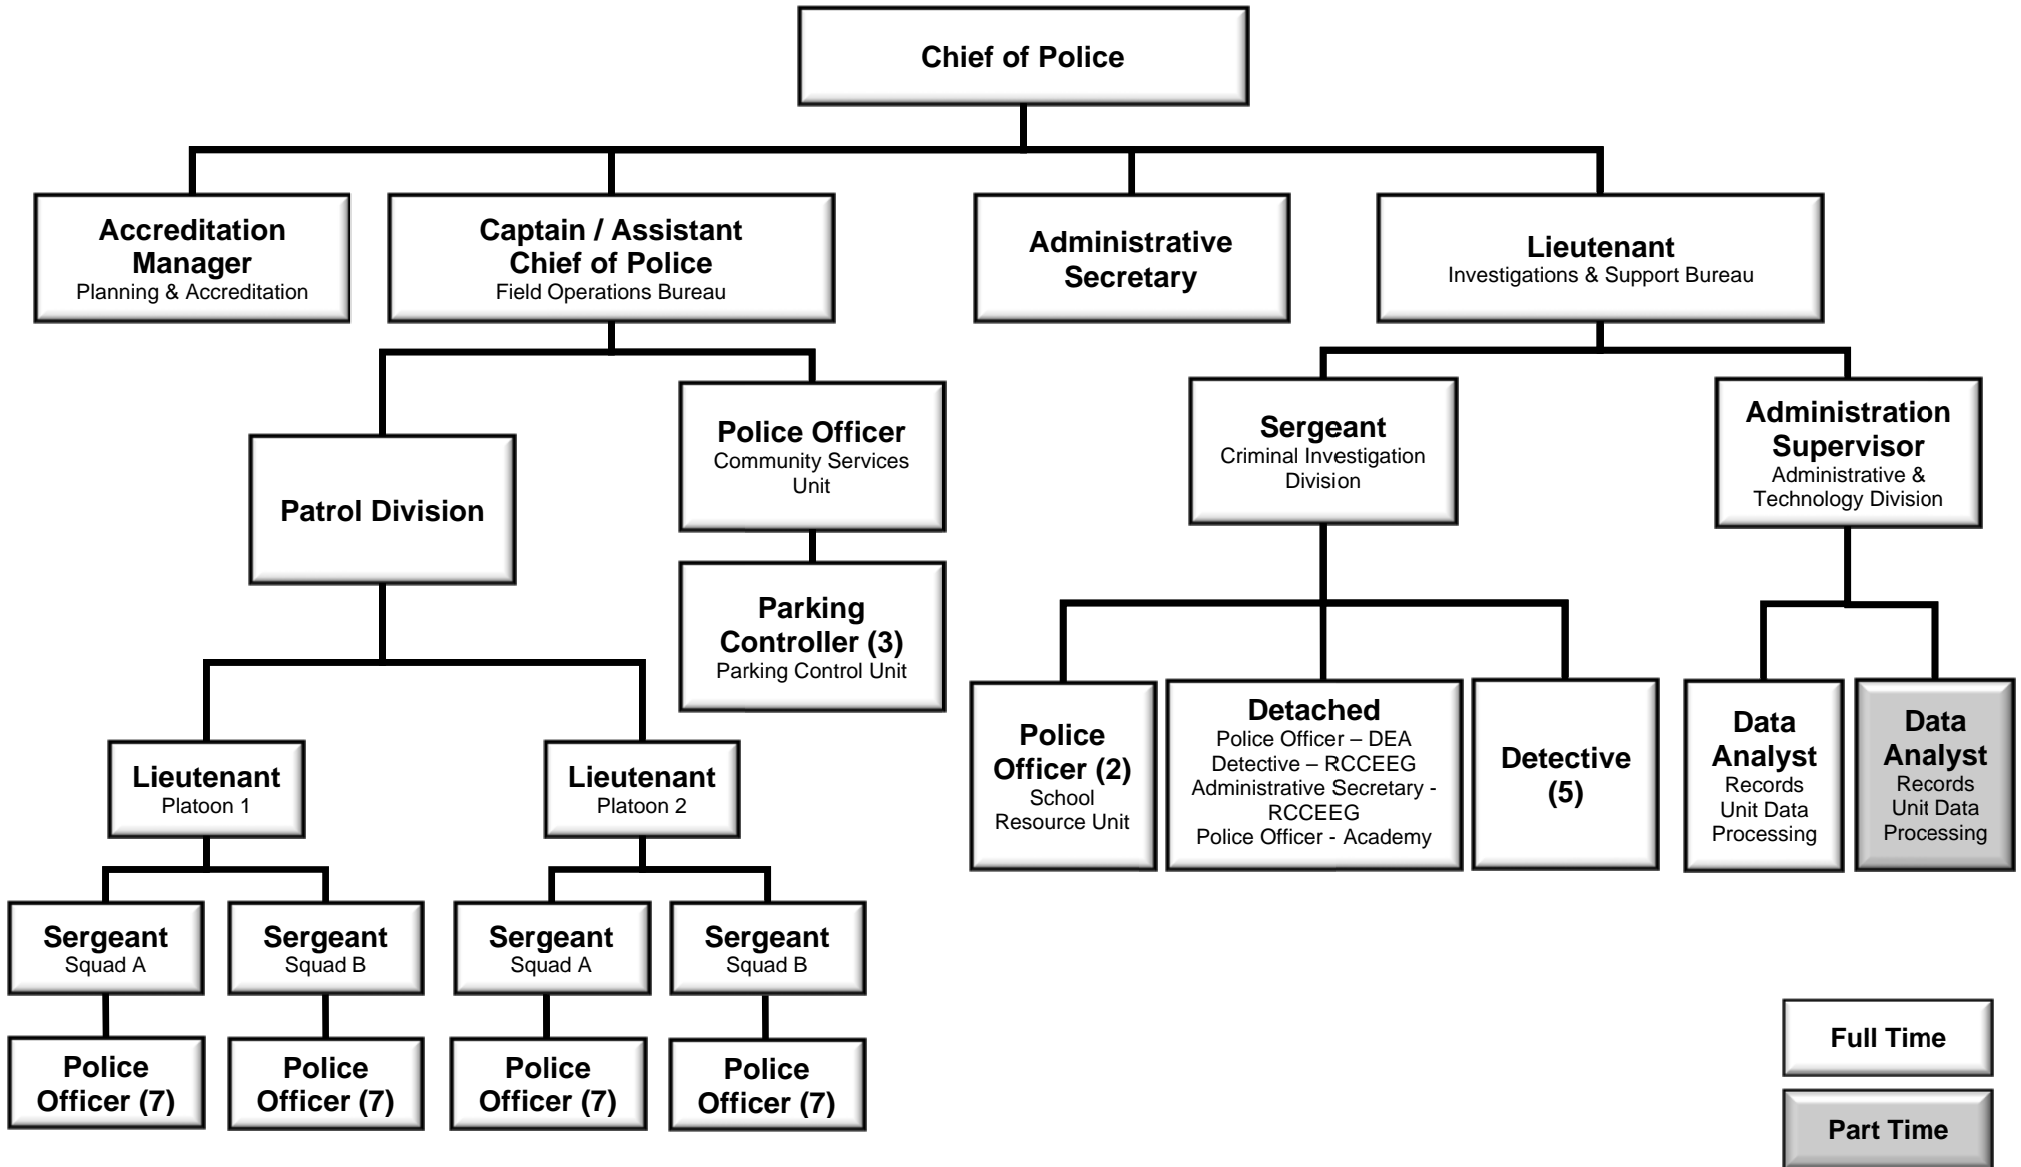 Chief of Police
Accreditation
Manager
Planning & Accreditation
Captain / Assistant
Chief of Police
Field Operations Bureau
Administrative
Secretary
Lieutenant
Investigations & Support Bureau
Patrol Division
Police Officer
Community Services
Unit
Parking
Controller (3)
Parking Control Unit
Sergeant
Criminal Investigation
Division
Administration
Supervisor
Administrative &
Technology Division
Lieutenant
Platoon 1
Lieutenant
Platoon 2
Police
Officer (2)
School
Resource Unit
Detached
Police Officer – DEA
Detective – RCCEEG
Administrative Secretary -
RCCEEG
Police Officer - Academy
Detective
(5)
Data
Analyst
Records
Unit Data
Processing
Data
Analyst
Records
Unit Data
Processing
Sergeant
Squad A
Sergeant
Squad B
Sergeant
Squad A
Sergeant
Squad B
Police
Officer (7)
Police
Officer (7)
Police
Officer (7)
Police
Officer (7)
Full Time
Part Time